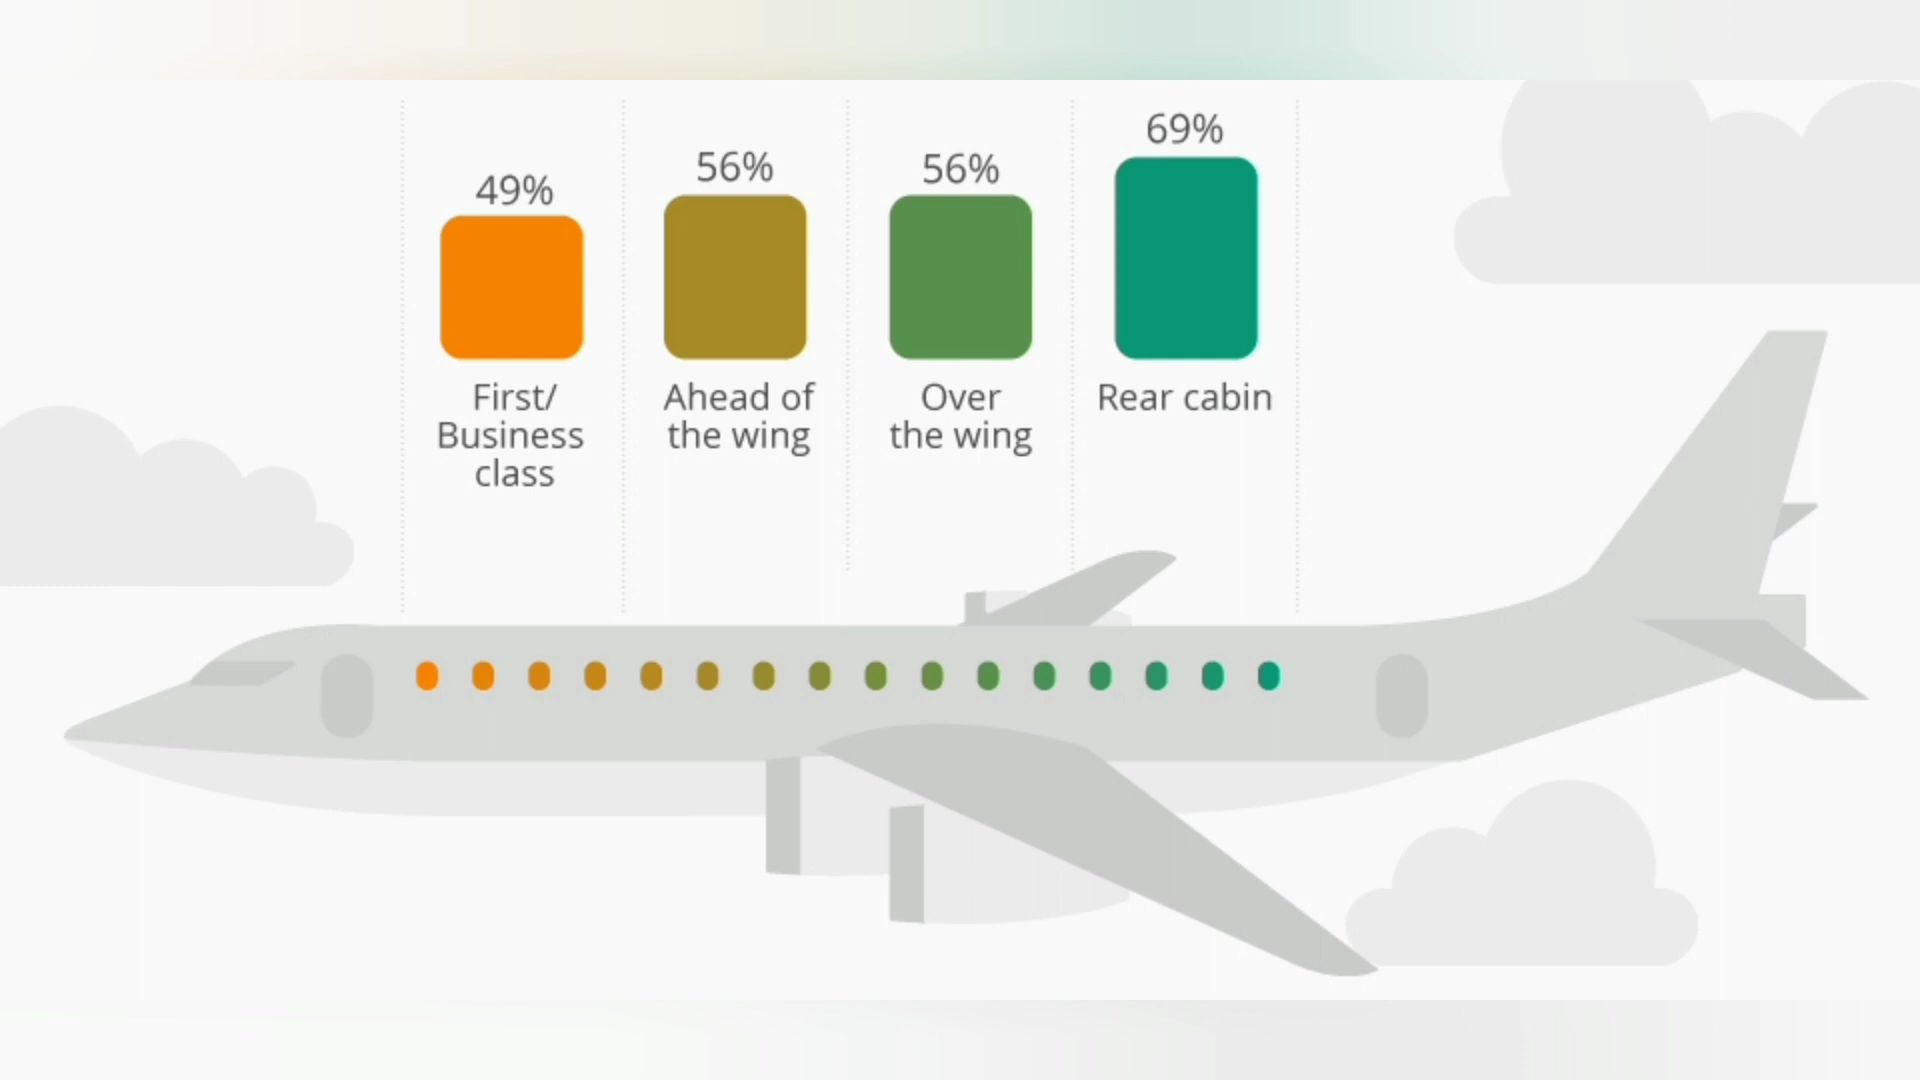 49%
56%
56%
69%
First/
Business
class
Ahead of
the wing
Over
the wing
Rear cabin